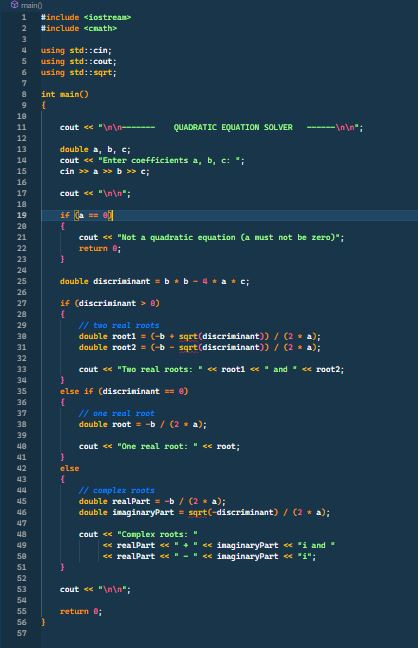 main()
1 #include <iostream>
2 #include <cmath>
3
4 using std::cin;
5 using std::cout;
6 using std::sqrt;
7
8 int main()
9 {
10
11 cout << "\n\n------- QUADRATIC EQUATION SOLVER ------\n\n";
12
13 double a, b, c;
14 cout << "Enter coefficients a, b, c: ";
15 cin >> a >> b >> c;
16
17 cout << "\n\n";
18
19 if (a == 0)
20 {
21 cout << "Not a quadratic equation (a must not be zero)";
22 return 0;
23 }
24
25 double discriminant = b * b - 4 * a * c;
26
27 if (discriminant > 0)
28 {
29 // two real roots
30 double root1 = (-b + sqrt(discriminant)) / (2 * a);
31 double root2 = (-b - sqrt(discriminant)) / (2 * a);
32
33 cout << "Two real roots: " << root1 << " and " << root2;
34 }
35 else if (discriminant == 0)
36 {
37 // one real root
38 double root = -b / (2 * a);
39
40 cout << "One real root: " << root;
41 }
42 else
43 {
44 // complex roots
45 double realPart = -b / (2 * a);
46 double imaginaryPart = sqrt(-discriminant) / (2 * a);
47
48 cout << "Complex roots: "
49 << realPart << " + " << imaginaryPart << "i and "
50 << realPart << " - " << imaginaryPart << "i";
51 }
52
53 cout << "\n\n";
54
55 return 0;
56 }
57